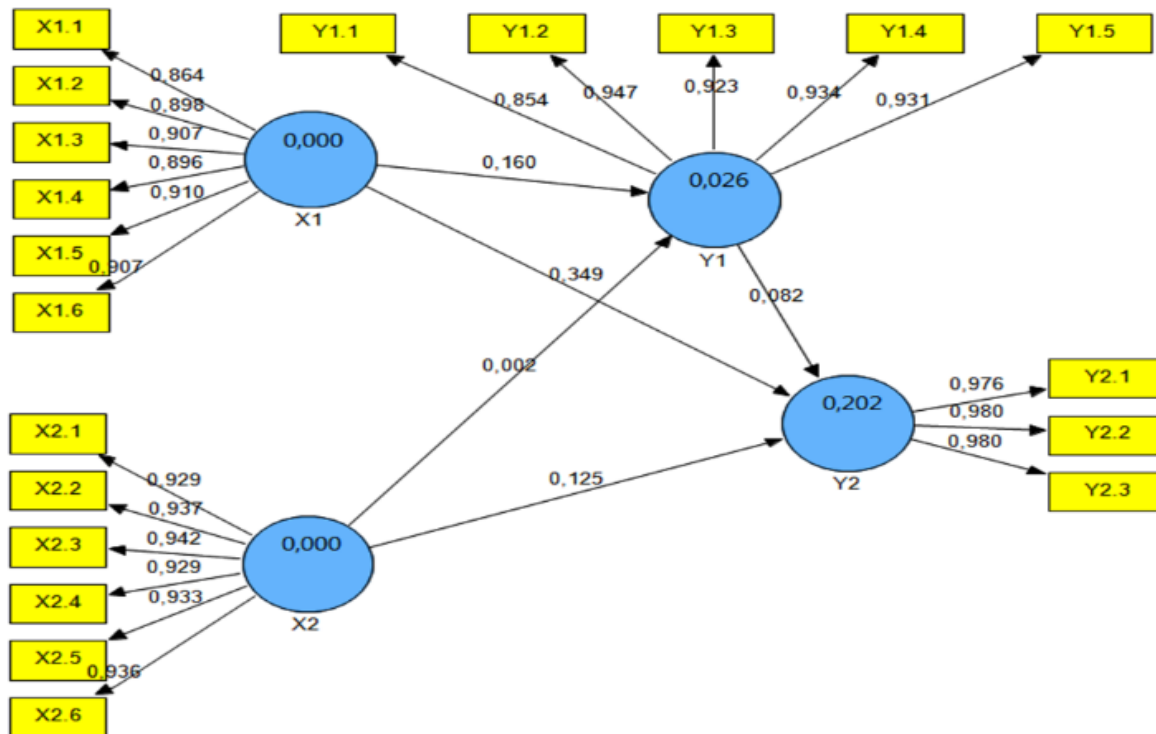 X1.1
X1.2
X1.3
X1.4
X1.5
X1.6
0,864
0,898
0,907
0,896
0,910
0,907
0,000
X1
Y1.1
Y1.2
Y1.3
Y1.4
Y1.5
0,854
0,947
0,923
0,934
0,931
0,160
0,026
Y1
0,349
0,082
0,002
0,125
0,202
Y2
0,976
0,980
0,980
Y2.1
Y2.2
Y2.3
X2.1
X2.2
X2.3
X2.4
X2.5
X2.6
0,929
0,937
0,942
0,929
0,933
0,936
0,000
X2